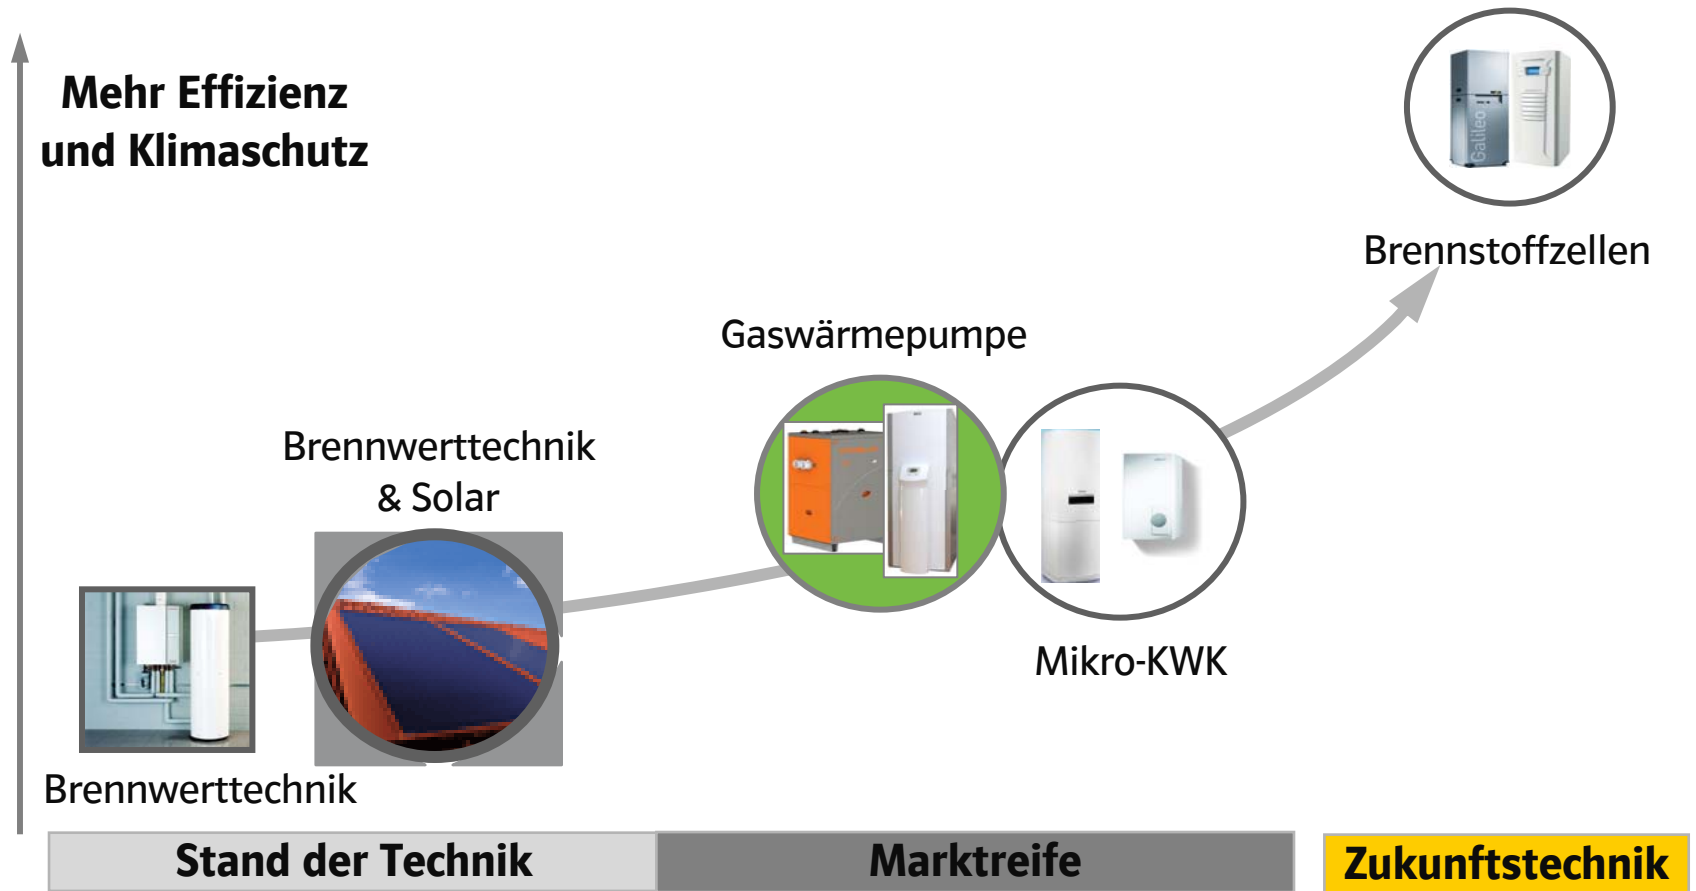 Mehr Effizienz
und Klimaschutz
Galileo
Brennstoffzellen
Gaswärmepumpe
Brennwerttechnik
& Solar
Mikro-KWK
Brennwerttechnik
Stand der Technik
Marktreife
Zukunftstechnik